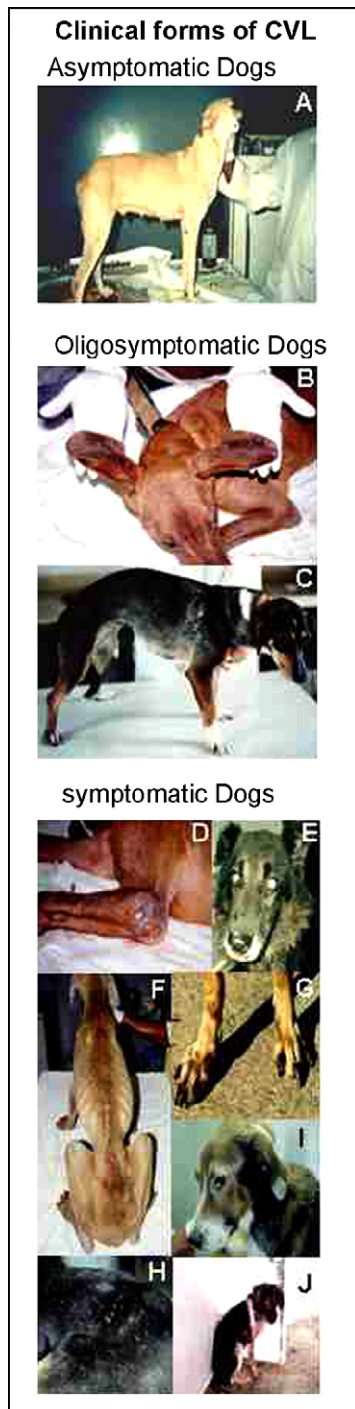 Clinical forms of CVL
Asymptomatic Dogs
A
Oligosymptomatic Dogs
B
C
symptomatic Dogs
D E
F G
I
H J